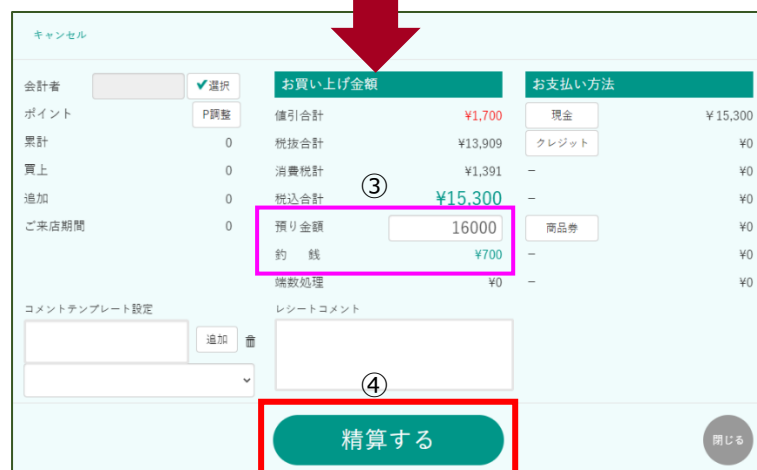 キャンセル
会計者 ✔選択
ポイント P調整
累計 0
買上 0
追加 0
ご来店期間 0
コメントテンプレート設定
追加
お買い上げ金額
値引合計 ¥1,700
税抜合計 ¥13,909
消費税計 ¥1,391
③
税込合計 ¥15,300
預り金額 16000
釣 銭 ¥700
端数処理 ¥0
レシートコメント
お支払い方法
現金 ¥15,300
クレジット ¥0
– ¥0
– ¥0
商品券 ¥0
– ¥0
– ¥0
④
精算する
閉じる